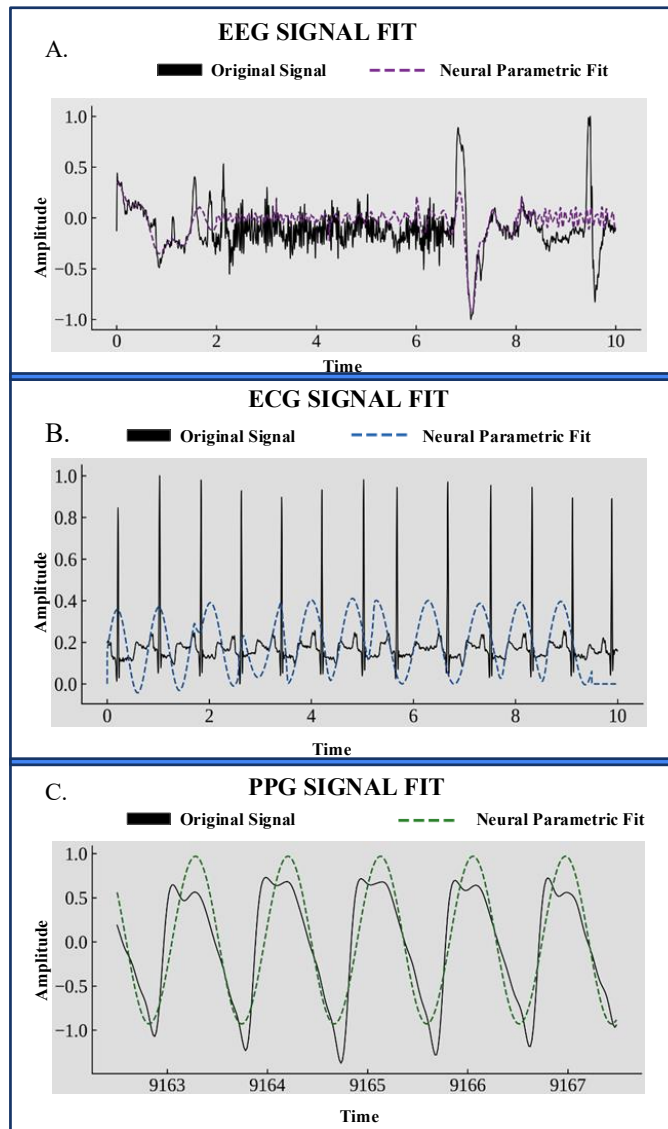 EEG SIGNAL FIT
A.
Original Signal Neural Parametric Fit
1.0
0.5
0.0
−0.5
−1.0
Amplitude
0 2 4 6 8 10
Time
ECG SIGNAL FIT
B.
Original Signal Neural Parametric Fit
1.0
0.8
0.6
0.4
0.2
0.0
Amplitude
0 2 4 6 8 10
Time
PPG SIGNAL FIT
C.
Original Signal Neural Parametric Fit
1.0
0.5
0.0
−0.5
−1.0
Amplitude
9163 9164 9165 9166 9167
Time